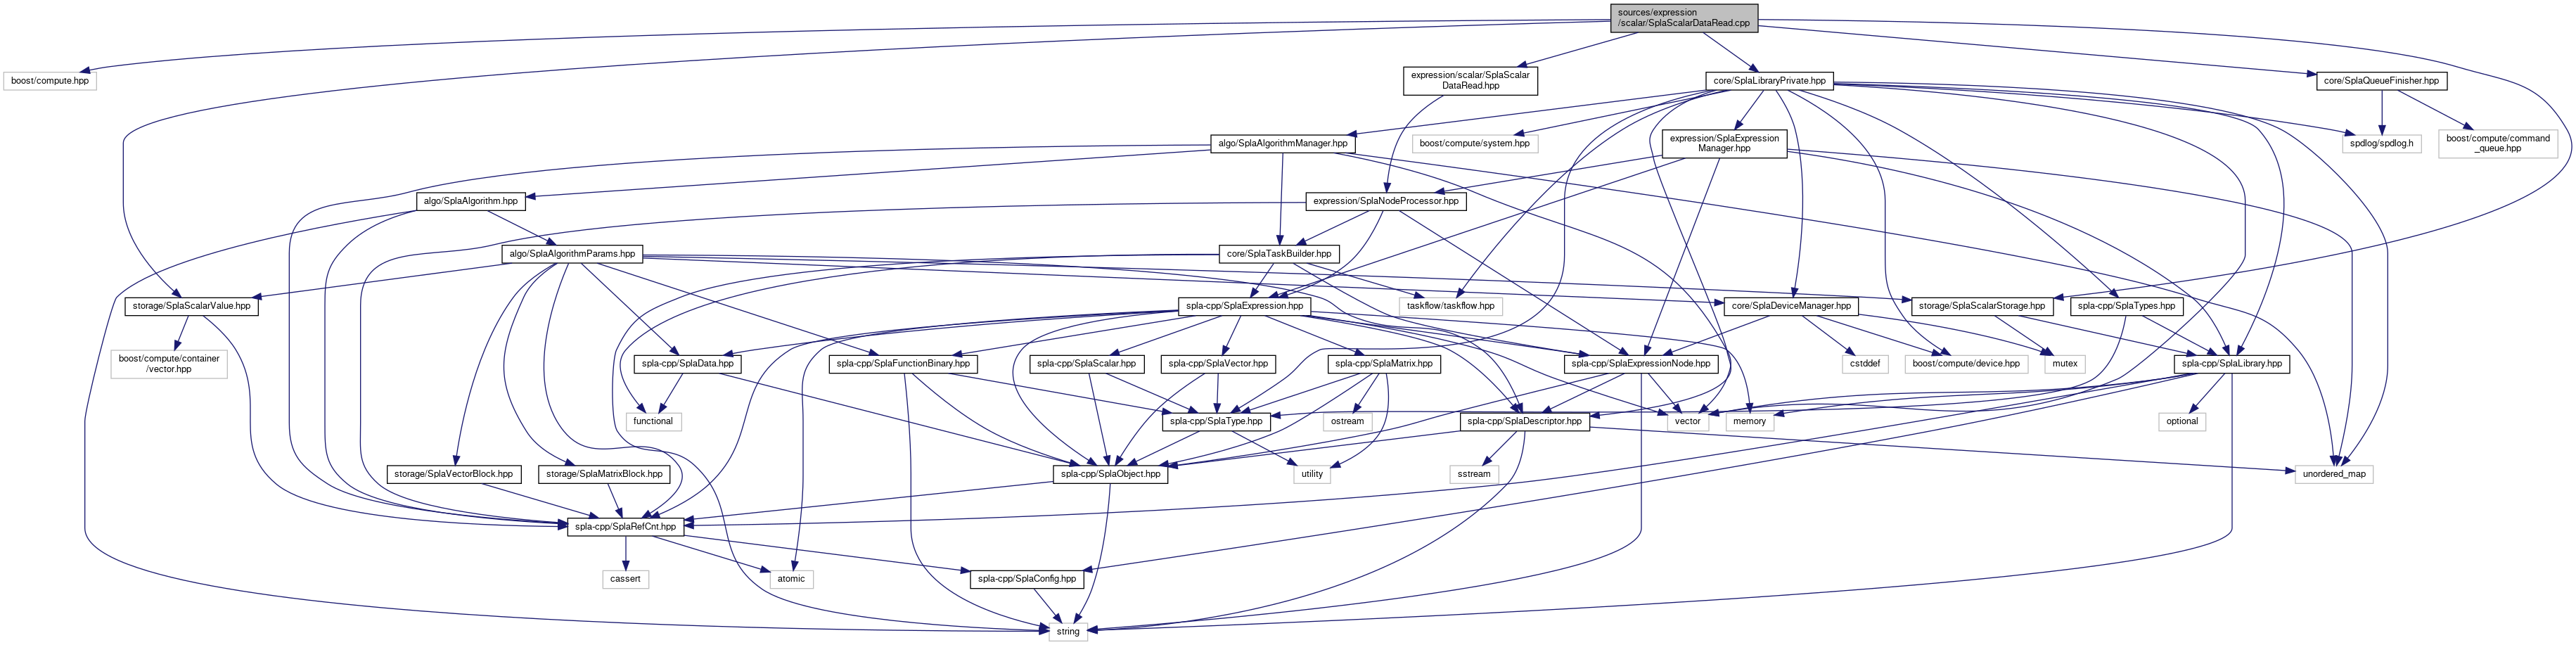 sources/expression
/scalar/SplaScalarDataRead.cpp
boost/compute.hpp
expression/scalar/SplaScalar
DataRead.hpp
core/SplaLibraryPrivate.hpp
core/SplaQueueFinisher.hpp
algo/SplaAlgorithmManager.hpp
boost/compute/system.hpp
expression/SplaExpression
Manager.hpp
spdlog/spdlog.h
boost/compute/command
_queue.hpp
algo/SplaAlgorithm.hpp
expression/SplaNodeProcessor.hpp
algo/SplaAlgorithmParams.hpp
core/SplaTaskBuilder.hpp
storage/SplaScalarValue.hpp
spla-cpp/SplaExpression.hpp
taskflow/taskflow.hpp
core/SplaDeviceManager.hpp
storage/SplaScalarStorage.hpp
spla-cpp/SplaTypes.hpp
boost/compute/container
/vector.hpp
spla-cpp/SplaData.hpp
spla-cpp/SplaFunctionBinary.hpp
spla-cpp/SplaScalar.hpp
spla-cpp/SplaVector.hpp
spla-cpp/SplaMatrix.hpp
spla-cpp/SplaExpressionNode.hpp
cstddef
boost/compute/device.hpp
mutex
spla-cpp/SplaLibrary.hpp
functional
spla-cpp/SplaType.hpp
ostream
spla-cpp/SplaDescriptor.hpp
vector
memory
optional
storage/SplaVectorBlock.hpp
storage/SplaMatrixBlock.hpp
spla-cpp/SplaObject.hpp
utility
sstream
unordered_map
spla-cpp/SplaRefCnt.hpp
cassert
atomic
spla-cpp/SplaConfig.hpp
string